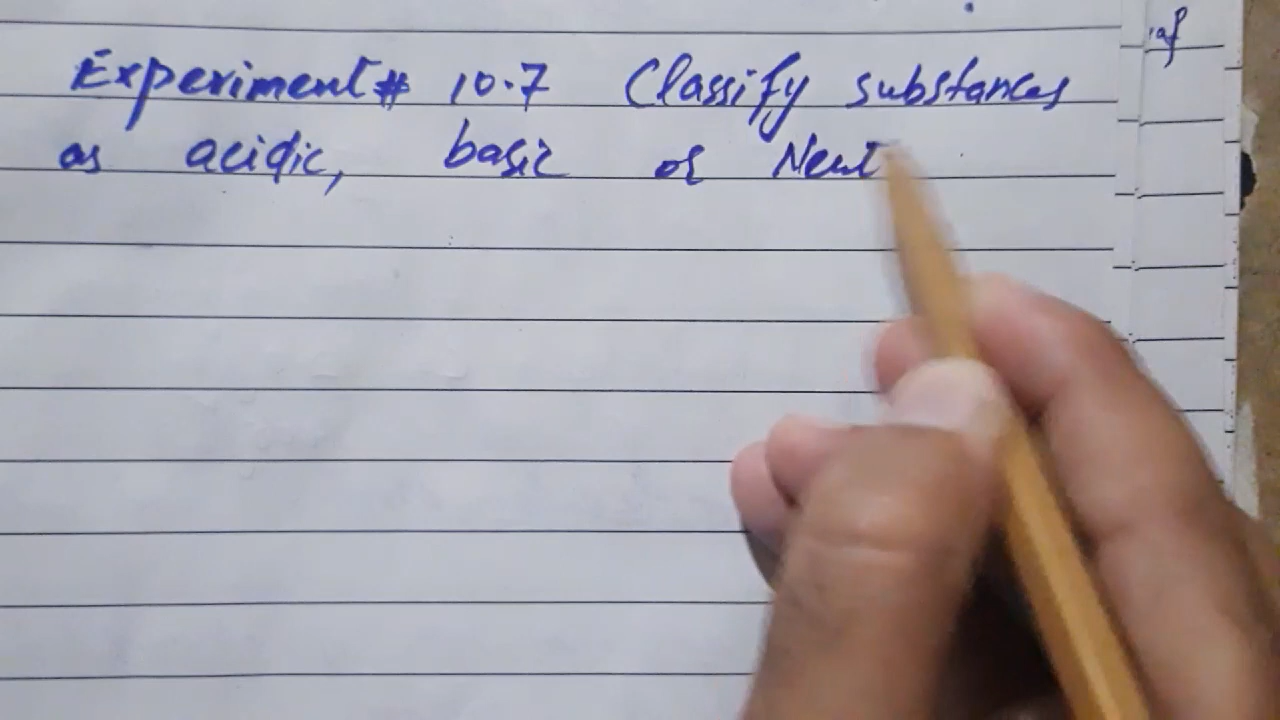 Experiment# 10.7 Classify substances
as acidic, basic or Neut